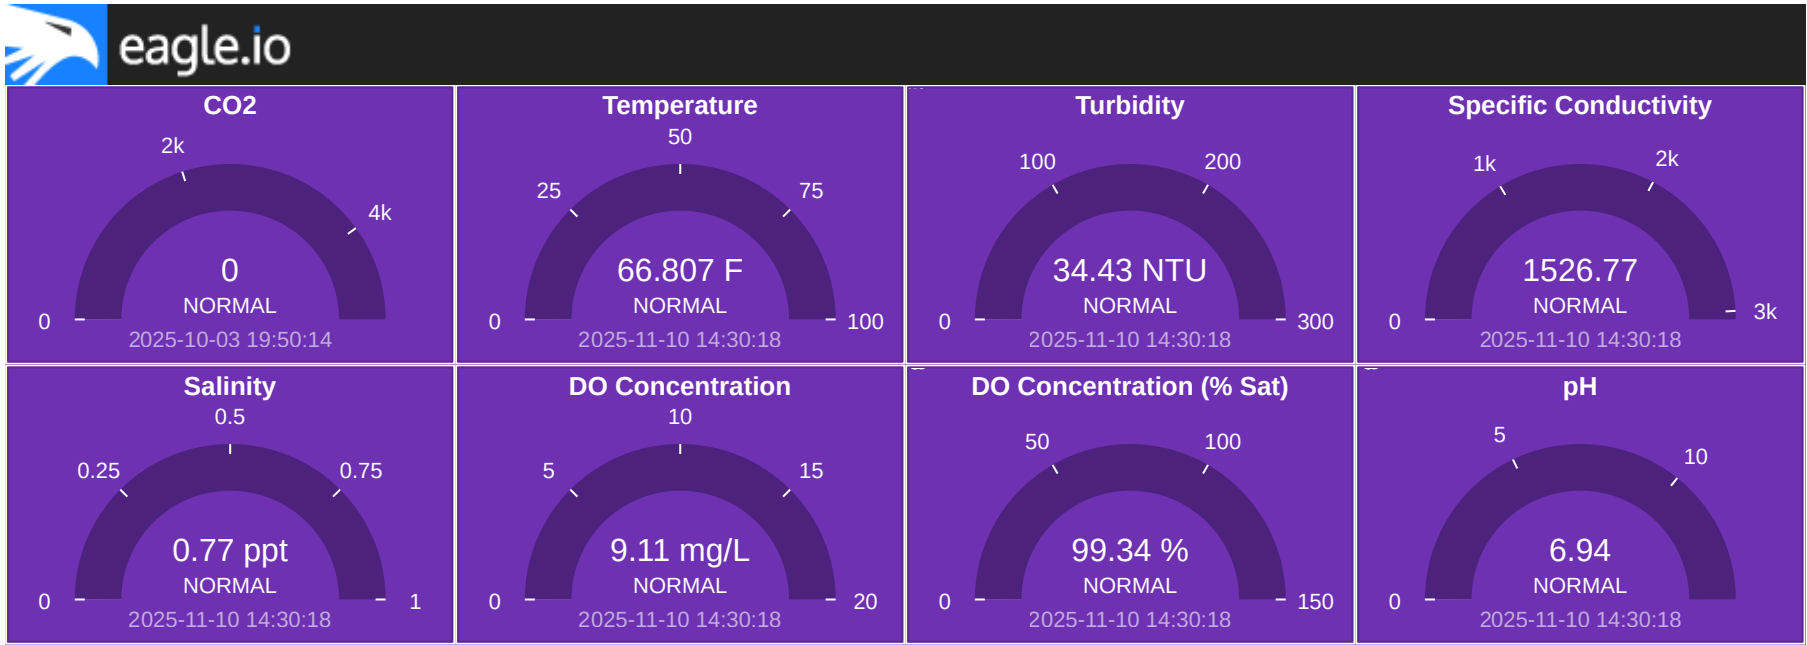 eagle.io
CO2
2k
4k
0
0
NORMAL
2025-10-03 19:50:14
Temperature
50
25
75
66.807 F
NORMAL
0
100
2025-11-10 14:30:18
Turbidity
100
200
34.43 NTU
NORMAL
0
300
2025-11-10 14:30:18
Specific Conductivity
1k
2k
1526.77
NORMAL
0
3k
2025-11-10 14:30:18
Salinity
0.5
0.25
0.75
0.77 ppt
NORMAL
0
1
2025-11-10 14:30:18
DO Concentration
10
5
15
9.11 mg/L
NORMAL
0
20
2025-11-10 14:30:18
DO Concentration (% Sat)
50
100
99.34 %
NORMAL
0
150
2025-11-10 14:30:18
pH
5
10
6.94
NORMAL
0
2025-11-10 14:30:18